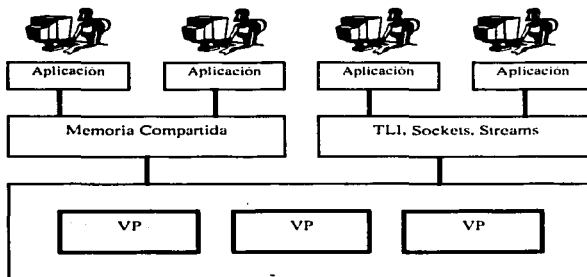 Aplicación Aplicación Aplicación Aplicación
Memoria Compartida TLI, Sockets, Streams
VP VP VP